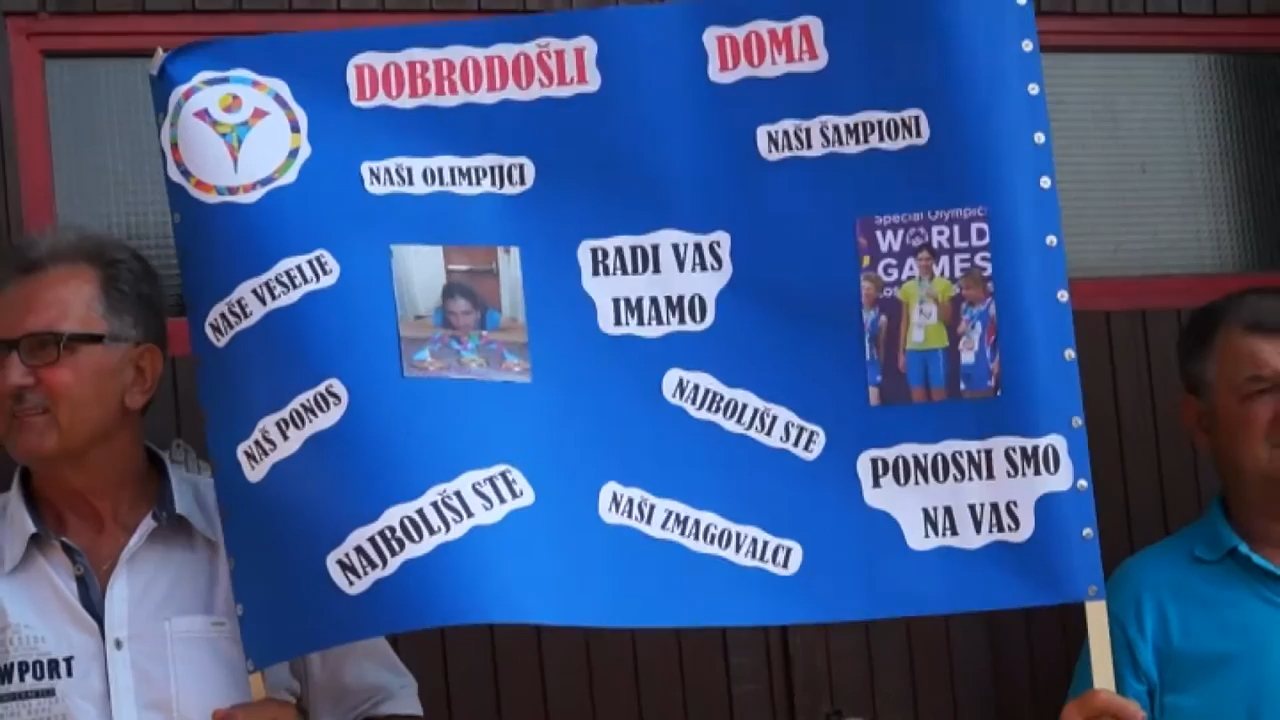 DOBRODOŠLI
DOMA
NAŠI OLIMPIJCI
NAŠI ŠAMPIONI
NAŠE VESELJE
RADI VAS
IMAMO
Special Olympics
WORLD
GAMES
NAŠ PONOS
NAJBOLJŠI STE
NAJBOLJŠI STE
NAŠI ZMAGOVALCI
PONOSNI SMO
NA VAS
WPORT